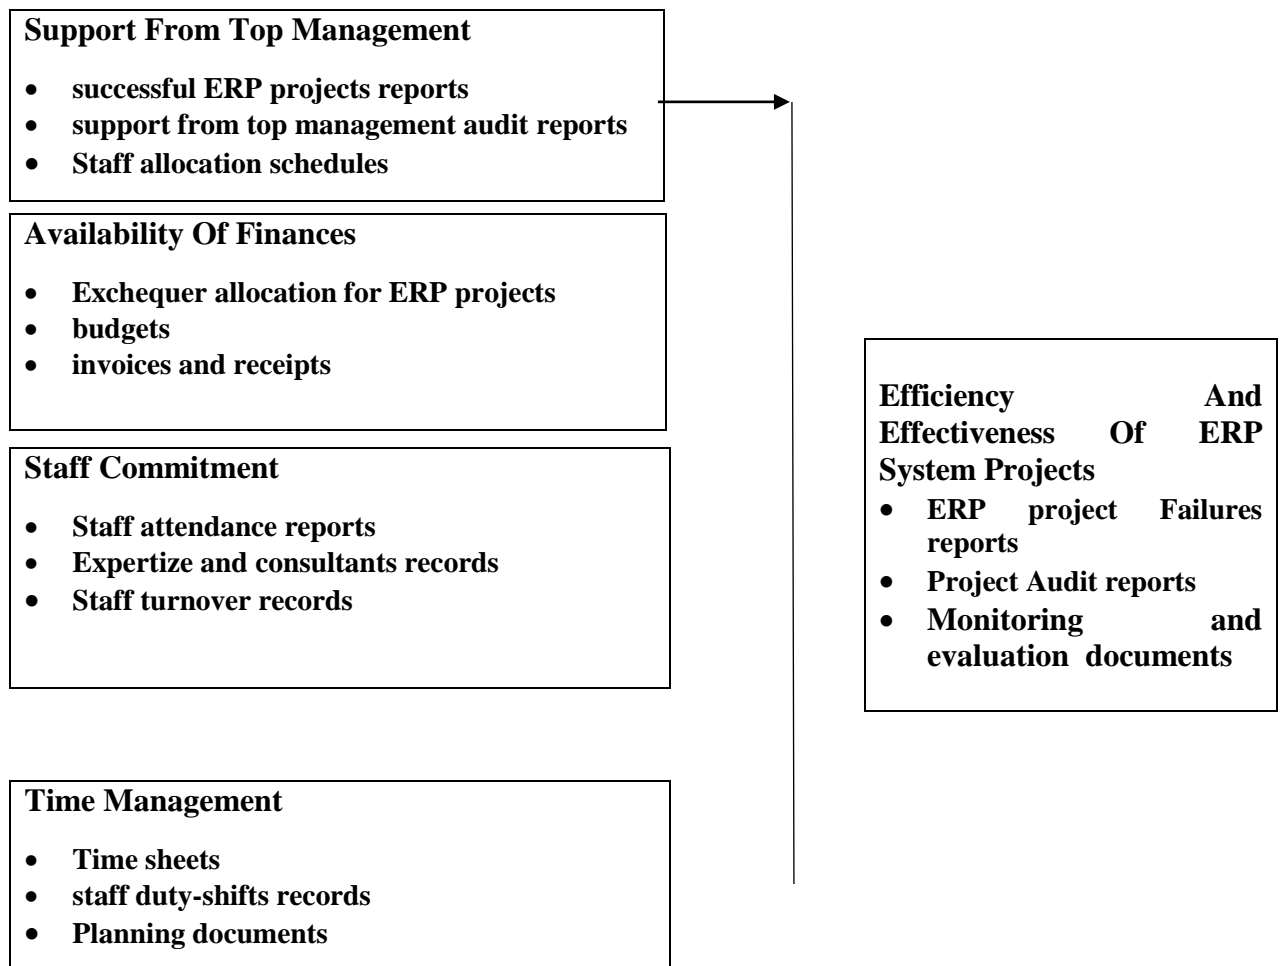 Support From Top Management
• successful ERP projects reports
• support from top management audit reports
• Staff allocation schedules
Availability Of Finances
• Exchequer allocation for ERP projects
• budgets
• invoices and receipts
Staff Commitment
• Staff attendance reports
• Expertize and consultants records
• Staff turnover records
Time Management
• Time sheets
• staff duty-shifts records
• Planning documents
Efficiency And
Effectiveness Of ERP
System Projects
• ERP project Failures
reports
• Project Audit reports
• Monitoring and
evaluation documents